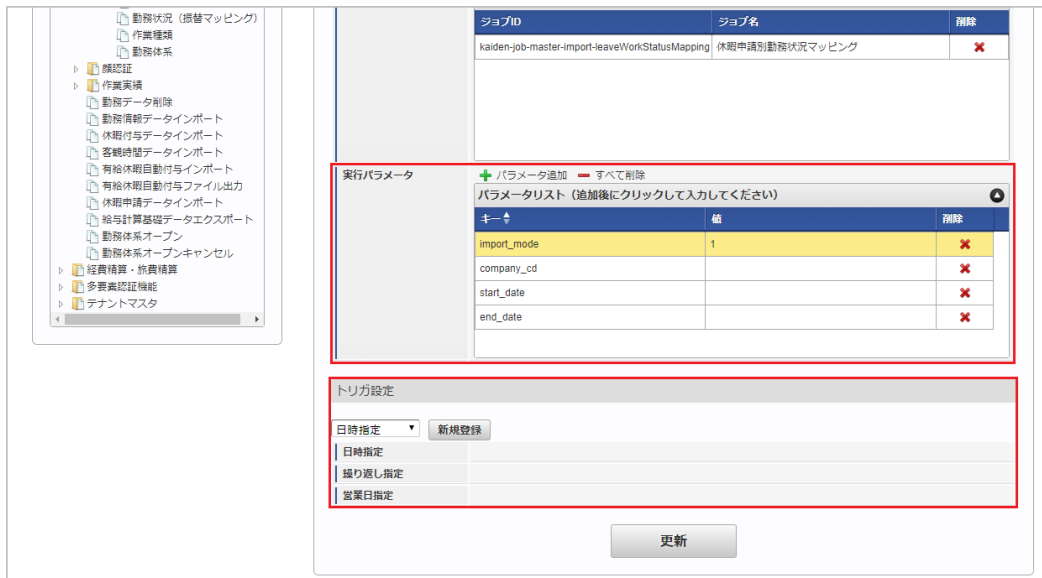 勤務状況（振替マッピング）
作業種類
勤務体系
顔認証
作業実績
勤務データ削除
勤務情報データインポート
休暇付与データインポート
客観時間データインポート
有給休暇自動付与インポート
有給休暇自動付与ファイル出力
休暇申請データインポート
給与計算基礎データエクスポート
勤務体系オープン
勤務体系オープンキャンセル
経費精算・旅費精算
多要素認証機能
テナントマスタ
ジョブID ジョブ名 削除
kaiden-job-master-import-leaveWorkStatusMapping 休暇申請別勤務状況マッピング
実行パラメータ パラメータ追加 すべて削除
パラメータリスト（追加後にクリックして入力してください）
キー 値 削除
import_mode 1
company_cd
start_date
end_date
トリガ設定
日時指定 新規登録
日時指定
繰り返し指定
営業日指定
更新